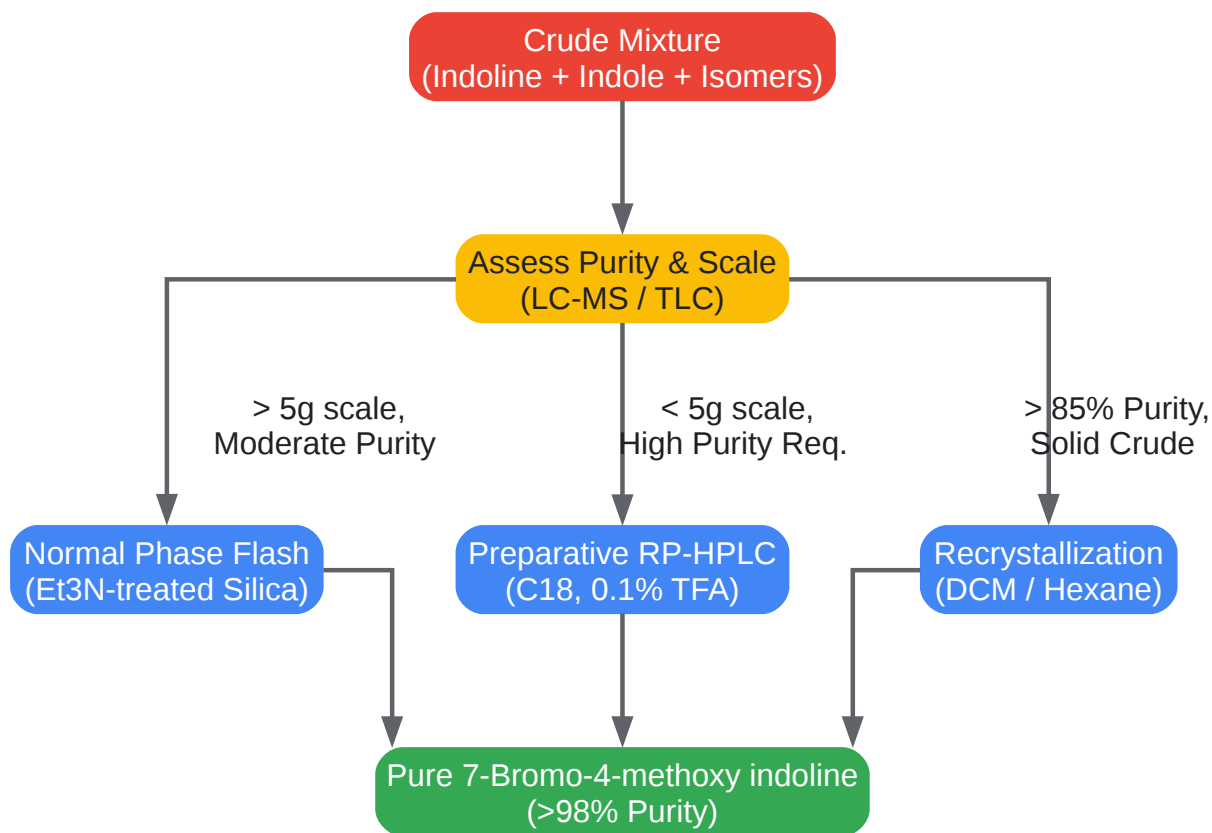 Crude Mixture
(Indoline + Indole + Isomers)
Assess Purity & Scale
(LC-MS / TLC)
> 5g scale,
Moderate Purity
< 5g scale,
High Purity Req.
> 85% Purity,
Solid Crude
Normal Phase Flash
(Et3N-treated Silica)
Preparative RP-HPLC
(C18, 0.1% TFA)
Recrystallization
(DCM / Hexane)
Pure 7-Bromo-4-methoxy indoline
(>98% Purity)